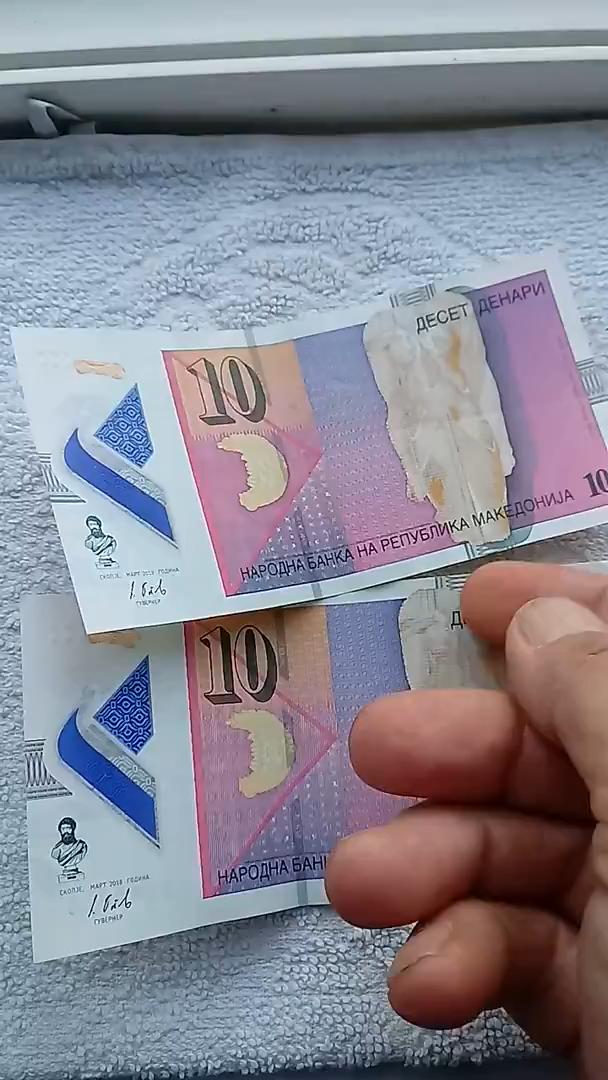 ДЕСЕТ ДЕНАРИ
10
10
НАРОДНА БАНКА НА РЕПУБЛИКА МАКЕДОНИЈА
СКОПЈЕ, МАРТ 2018 ГОДИНА
ГУВЕРНЕР
10
НАРОДНА БАН
СКОПЈЕ, МАРТ 2018 ГОДИНА
ГУВЕРНЕР